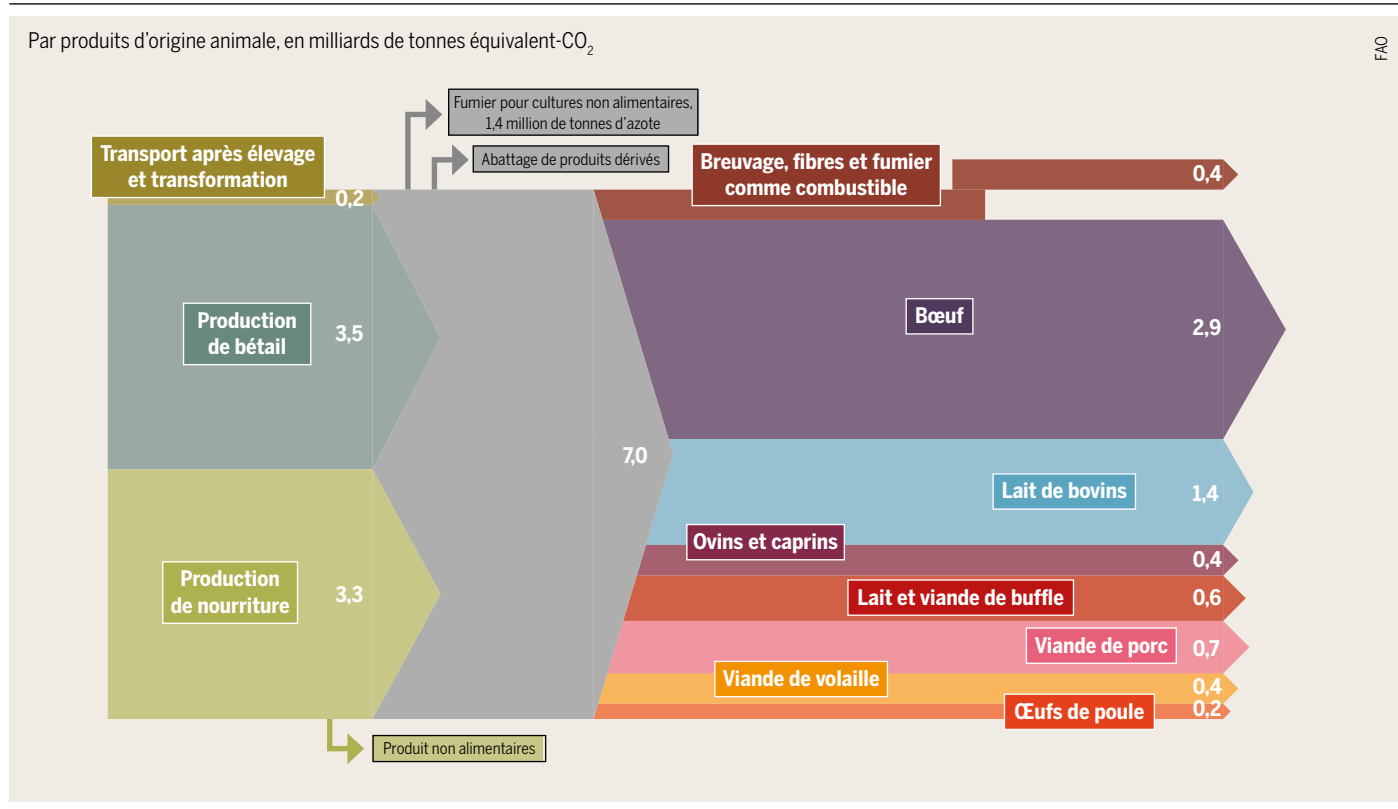 Par produits d'origine animale, en milliards de tonnes équivalent-CO₂
FAO
Fumier pour cultures non alimentaires,
1,4 million de tonnes d'azote
Abattage de produits dérivés
Transport après élevage
et transformation
0,2
Production
de bétail
3,5
Production
de nourriture
3,3
Produit non alimentaires
7,0
Breuvage, fibres et fumier
comme combustible
0,4
Bœuf
2,9
Lait de bovins
1,4
Ovins et caprins
0,4
Lait et viande de buffle
0,6
Viande de porc
0,7
Viande de volaille
0,4
Œufs de poule
0,2